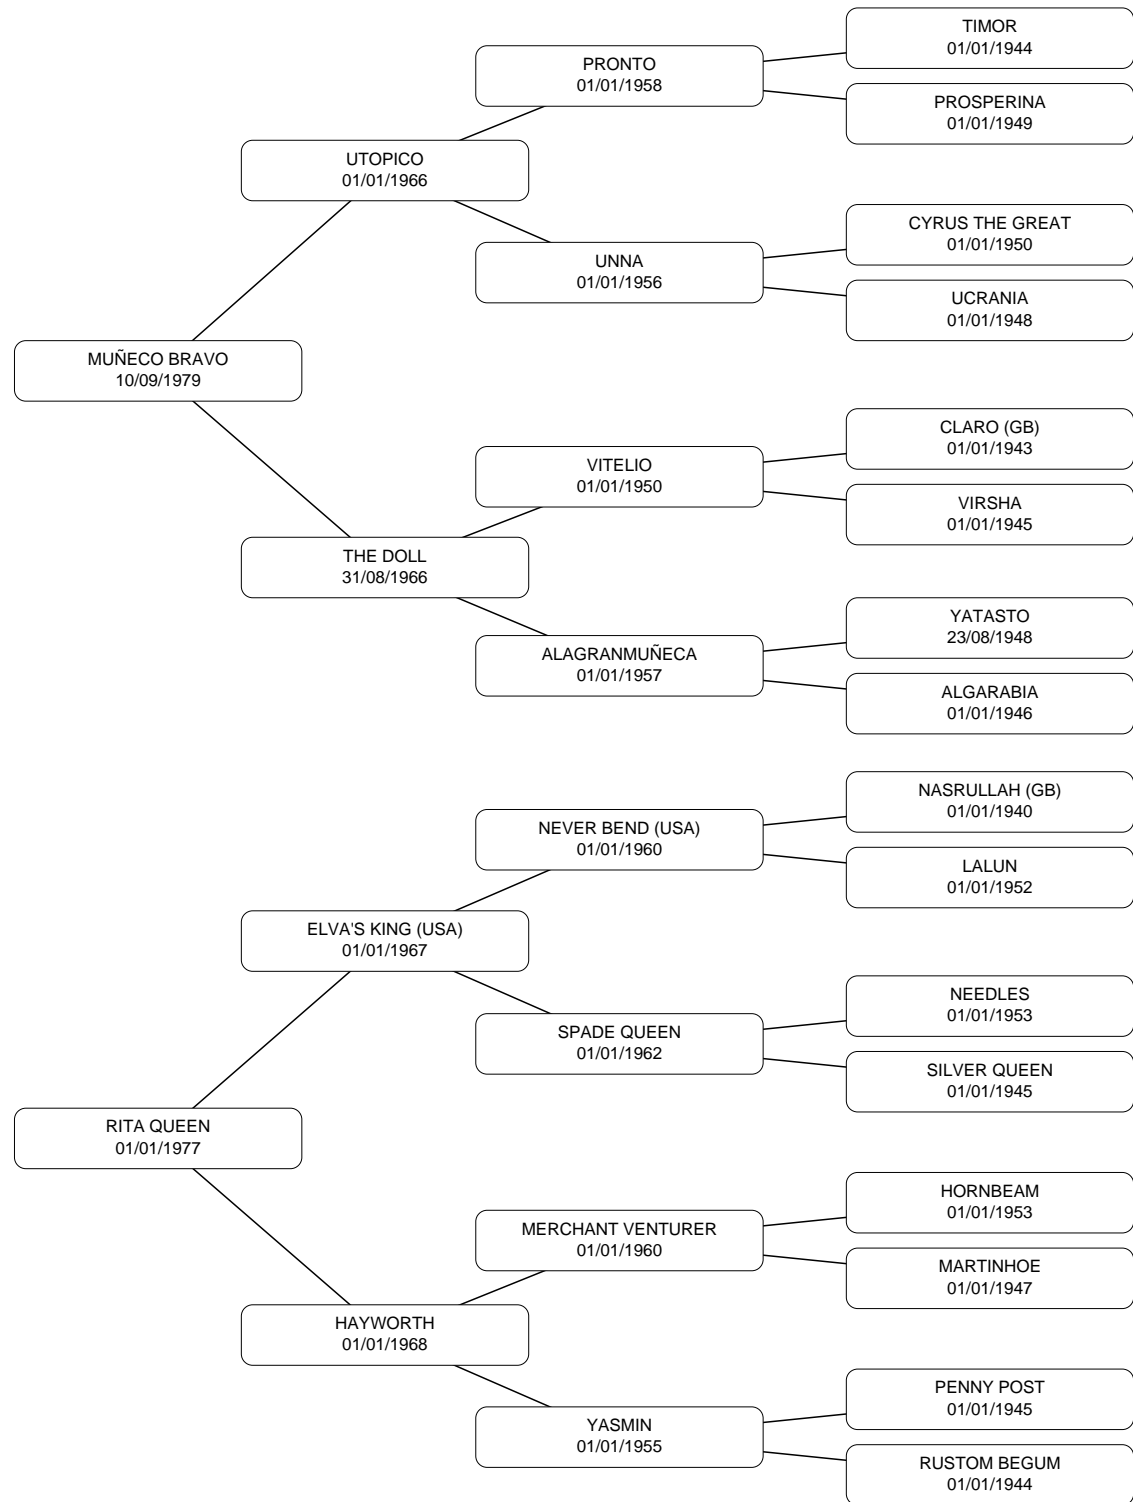 TIMOR
01/01/1944
PRONTO
01/01/1958
PROSPERINA
01/01/1949
UTOPICO
01/01/1966
CYRUS THE GREAT
01/01/1950
UNNA
01/01/1956
UCRANIA
01/01/1948
MUÑECO BRAVO
10/09/1979
CLARO (GB)
01/01/1943
VITELIO
01/01/1950
VIRSHA
01/01/1945
THE DOLL
31/08/1966
YATASTO
23/08/1948
ALAGRANMUÑECA
01/01/1957
ALGARABIA
01/01/1946
NASRULLAH (GB)
01/01/1940
NEVER BEND (USA)
01/01/1960
LALUN
01/01/1952
ELVA'S KING (USA)
01/01/1967
NEEDLES
01/01/1953
SPADE QUEEN
01/01/1962
SILVER QUEEN
01/01/1945
RITA QUEEN
01/01/1977
HORNBEAM
01/01/1953
MERCHANT VENTURER
01/01/1960
MARTINHOE
01/01/1947
HAYWORTH
01/01/1968
PENNY POST
01/01/1945
YASMIN
01/01/1955
RUSTOM BEGUM
01/01/1944